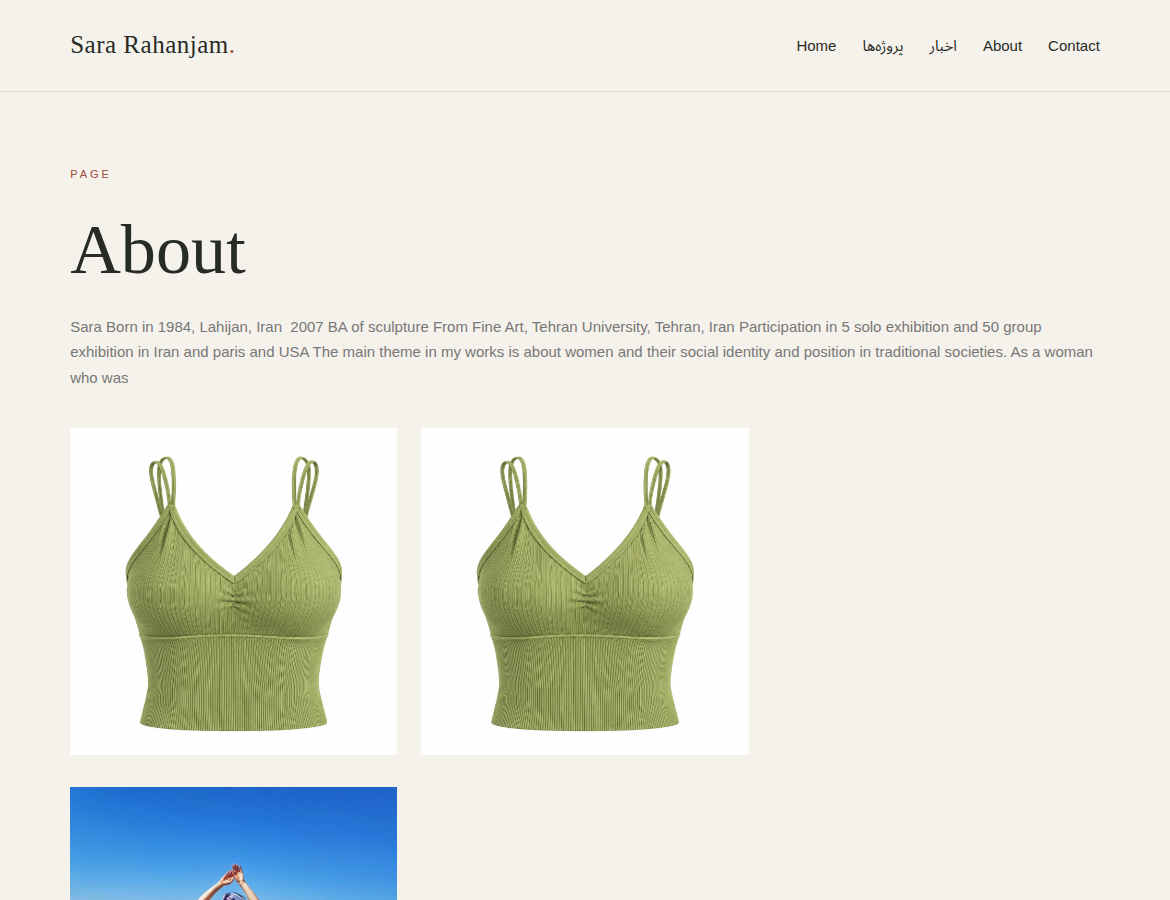 Sara Rahanjam.
Home
پروژه‌ها
اخبار
About
Contact
PAGE
About
Sara Born in 1984, Lahijan, Iran  2007 BA of sculpture From Fine Art, Tehran University, Tehran, Iran Participation in 5 solo exhibition and 50 group
exhibition in Iran and paris and USA The main theme in my works is about women and their social identity and position in traditional societies. As a woman
who was